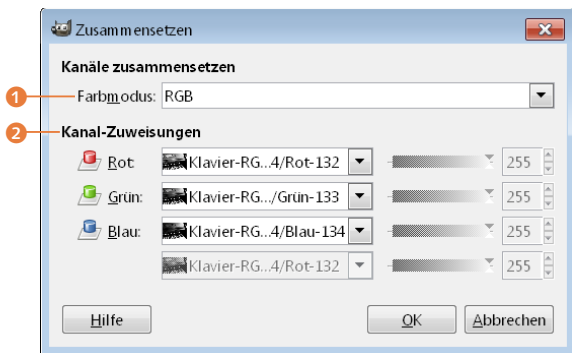 Zusammensetzen
Kanäle zusammensetzen
1 Farbmodus: RGB
2 Kanal-Zuweisungen
Rot: Klavier-RG...4/Rot-132 255
Grün: Klavier-RG.../Grün-133 255
Blau: Klavier-RG...4/Blau-134 255
Klavier-RG...4/Rot-132 255
Hilfe OK Abbrechen